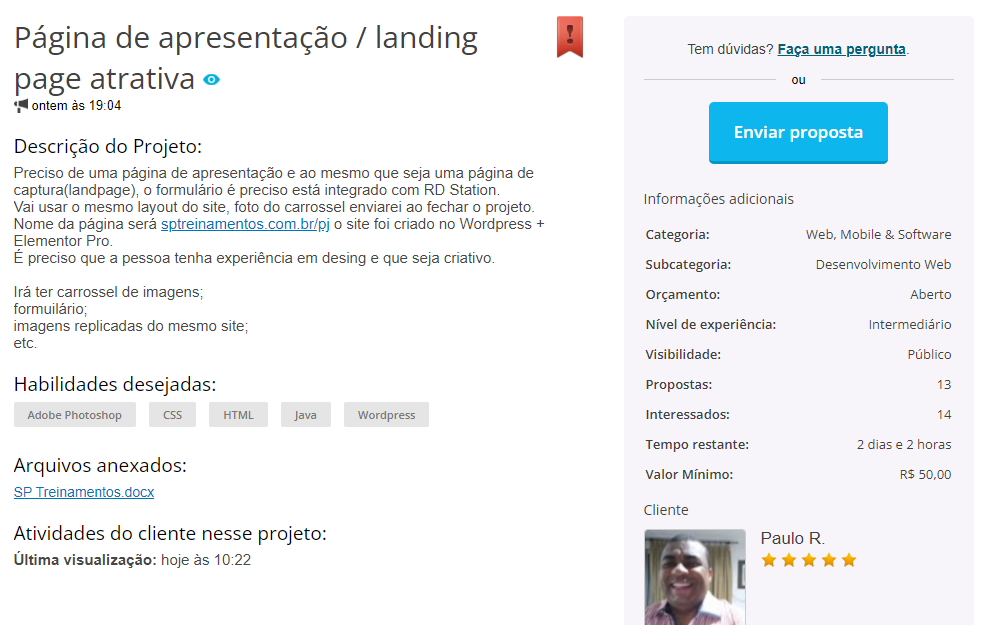 Página de apresentação / landing
page atrativa
ontem às 19:04
Descrição do Projeto:
Preciso de uma página de apresentação e ao mesmo que seja uma página de
captura(landpage), o formulário é preciso está integrado com RD Station.
Vai usar o mesmo layout do site, foto do carrossel enviarei ao fechar o projeto.
Nome da página será sptreinamentos.com.br/pj o site foi criado no Wordpress +
Elementor Pro.
É preciso que a pessoa tenha experiência em desing e que seja criativo.
Irá ter carrossel de imagens;
formuilário;
imagens replicadas do mesmo site;
etc.
Habilidades desejadas:
Adobe Photoshop CSS HTML Java Wordpress
Arquivos anexados:
SP Treinamentos.docx
Atividades do cliente nesse projeto:
Última visualização: hoje às 10:22
Tem dúvidas? Faça uma pergunta.
ou
Enviar proposta
Informações adicionais
Categoria: Web, Mobile & Software
Subcategoria: Desenvolvimento Web
Orçamento: Aberto
Nível de experiência: Intermediário
Visibilidade: Público
Propostas: 13
Interessados: 14
Tempo restante: 2 dias e 2 horas
Valor Mínimo: R$ 50,00
Cliente
Paulo R.